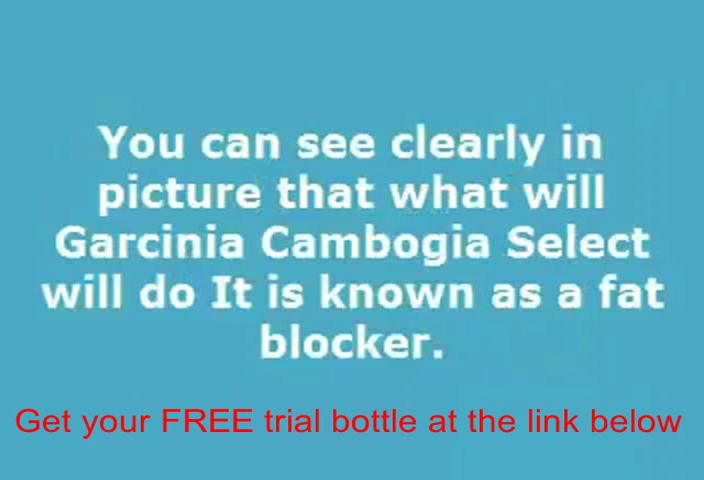 You can see clearly in
picture that what will
Garcinia Cambogia Select
will do It is known as a fat
blocker.
Get your FREE trial bottle at the link below